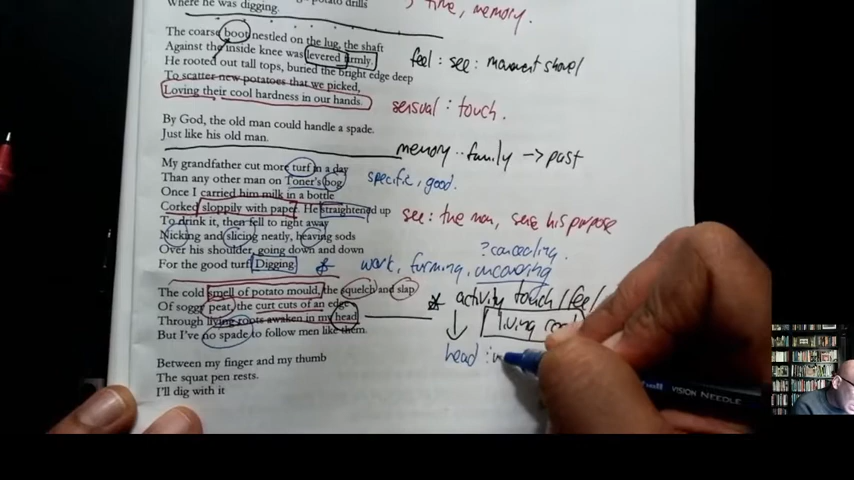 Where he was digging. potato drills
, time, memory.
The coarse boot nestled on the lug, the shaft
Against the inside knee was levered firmly.
feel : see : movement shovel
He rooted out tall tops, buried the bright edge deep
To scatter new potatoes that we picked,
Loving their cool hardness in our hands.
sensual : touch.
By God, the old man could handle a spade.
Just like his old man.
memory .. family -> past
My grandfather cut more turf in a day
Than any other man on Toner's bog
specific, good.
Once I carried him milk in a bottle
Corked sloppily with paper. He straightened up
see : the man, sense his purpose
To drink it, then fell to right away
Nicking and slicing neatly, heaving sods
?concealing.
Over his shoulder, going down and down
For the good turf. Digging.
work, farming, uncovering
The cold smell of potato mould, the squelch and slap
* activity touch/feel/
Of soggy peat, the curt cuts of an edge
living
Through living roots awaken in my head
But I've no spade to follow men like them.
head :
Between my finger and my thumb
The squat pen rests.
I'll dig with it
VISION NEEDLE